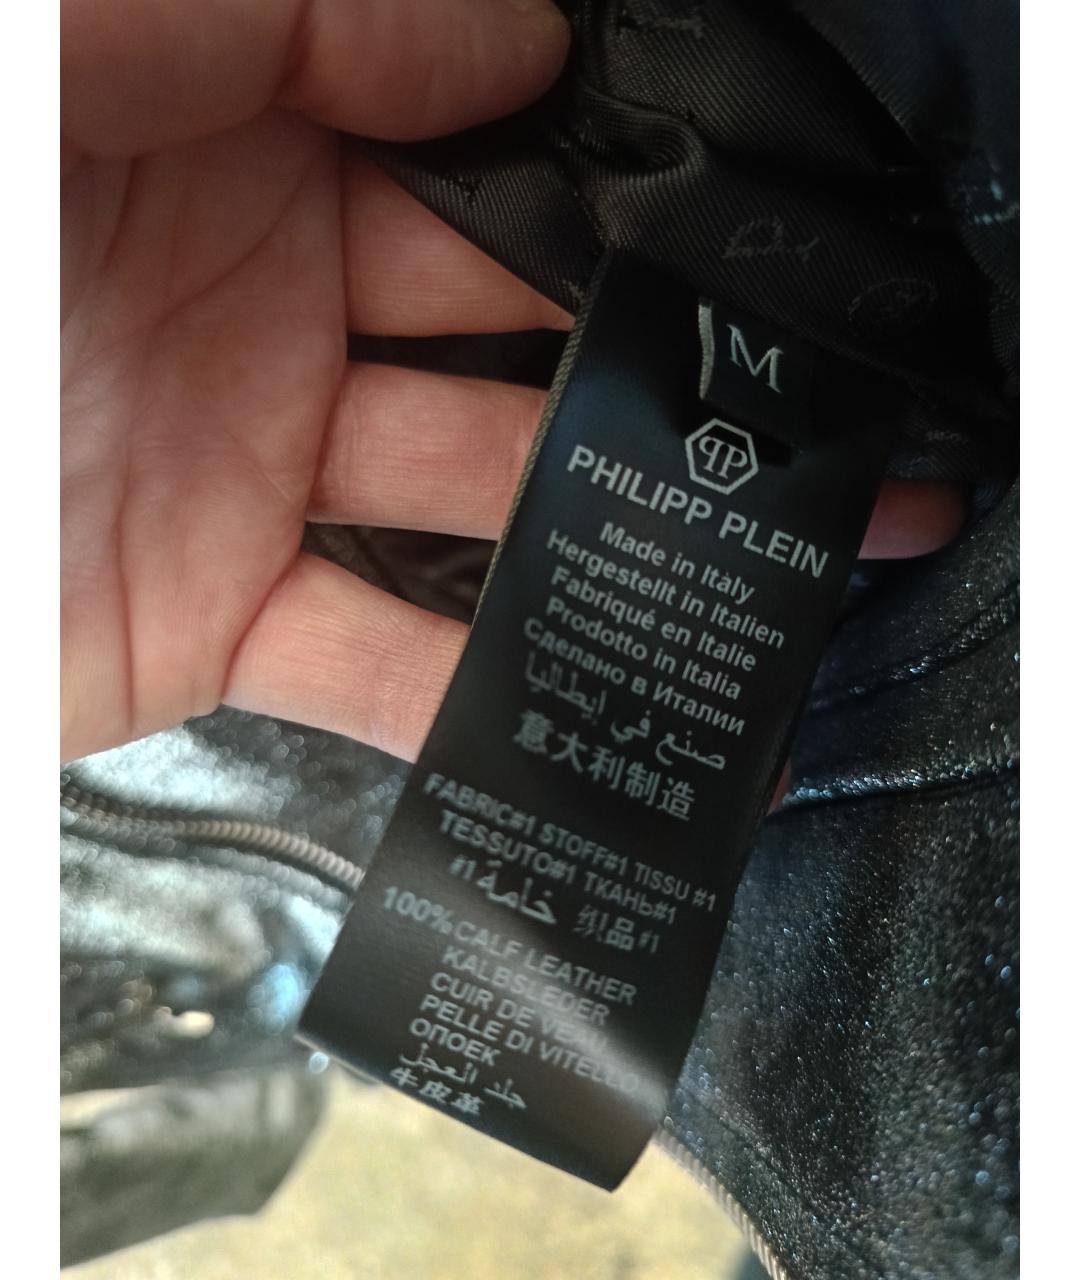 M
PHILIPP PLEIN
Made in Italy
Hergestellt in Italien
Fabriqué en Italie
Prodotto in Italia
Сделано в Италии
صنع في إيطاليا
意大利制造
FABRIC#1 STOFF#1 TISSU #1
TESSUTO#1 ТКАНЬ#1
خامة #1 织品#1
100%CALF LEATHER
KALBSLEDER
CUIR DE VEAU
PELLE DI VITELLO
ОПОЕК
جلد العجل
牛皮革